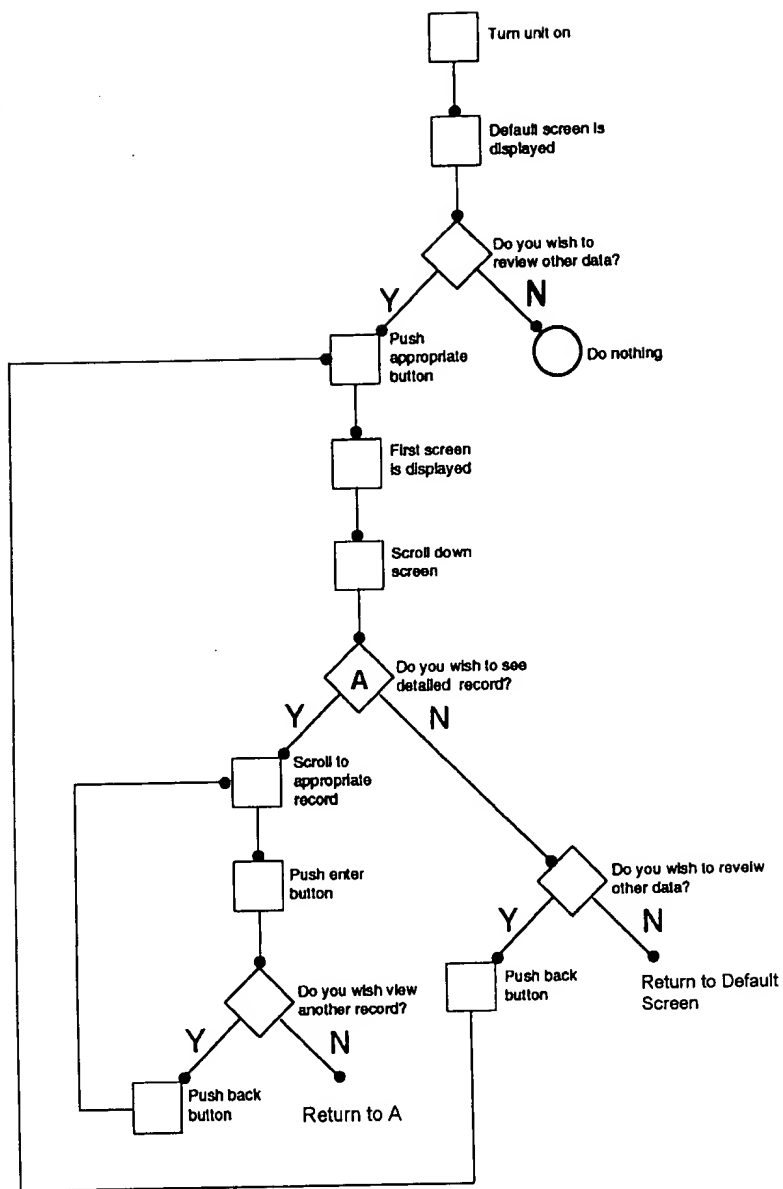 Turn unit on
Default screen is
displayed
Do you wish to
review other data?
Y
N
Push
appropriate
button
Do nothing
First screen
is displayed
Scroll down
screen
A
Do you wish to see
detailed record?
Y
N
Scroll to
appropriate
record
Push enter
button
Do you wish to reveiw
other data?
Y
N
Push back
button
Return to Default
Screen
Do you wish view
another record?
Y
N
Push back
button
Return to A